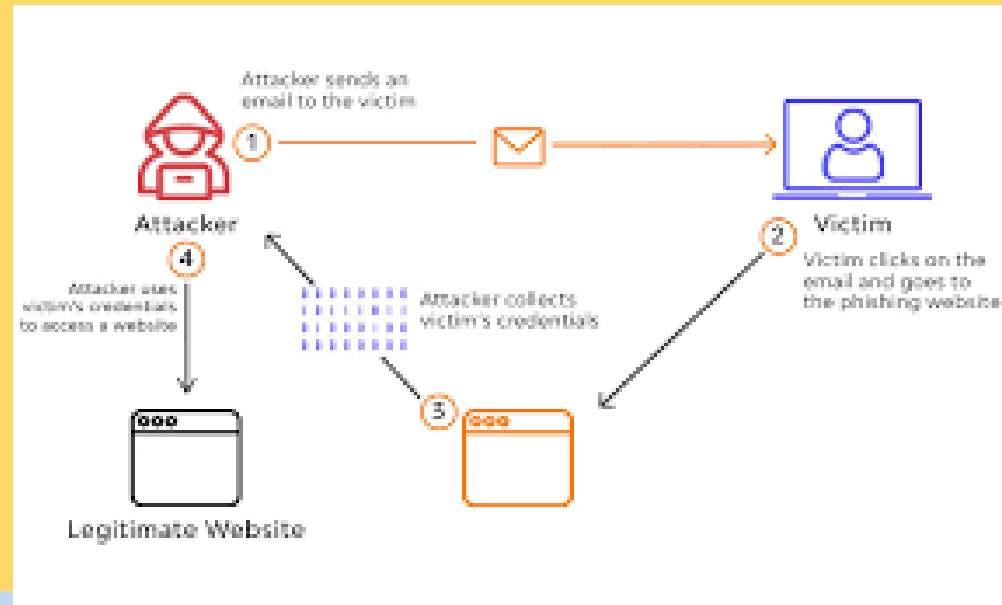 Attacker sends an
email to the victim
1
Attacker
Victim
2
Victim clicks on the
email and goes to
the phishing website
4
Attacker uses
victim's credentials
to access a website
Attacker collects
victim's credentials
3
Legitimate Website